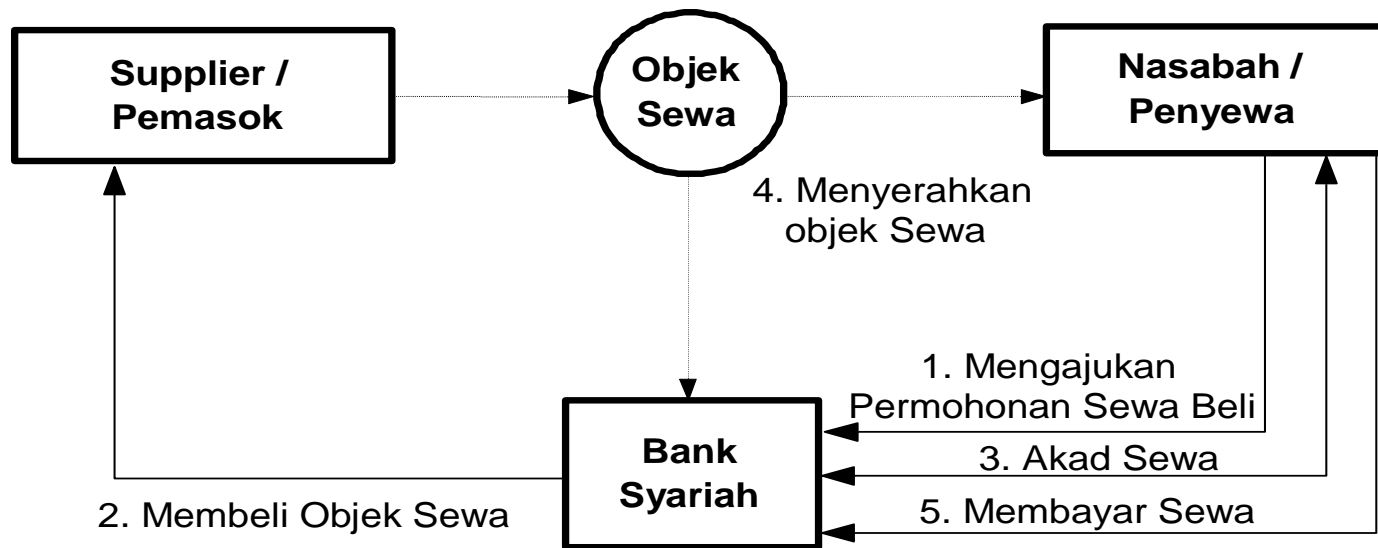 Supplier /
Pemasok
Objek
Sewa
Nasabah /
Penyewa
4. Menyerahkan
objek Sewa
1. Mengajukan
Permohonan Sewa Beli
Bank
Syariah
3. Akad Sewa
2. Membeli Objek Sewa
5. Membayar Sewa